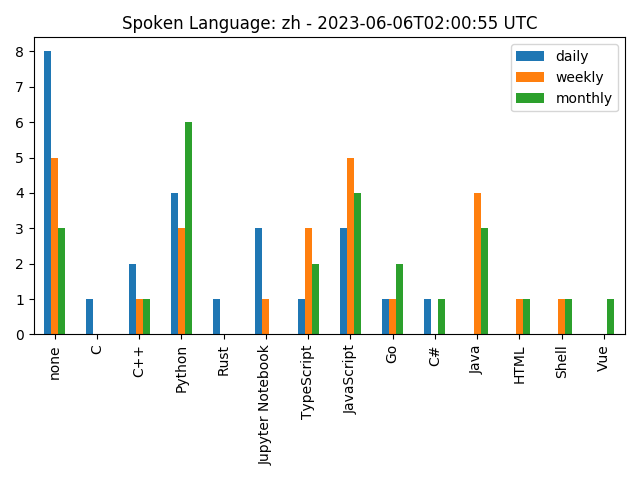 Spoken Language: zh - 2023-06-06T02:00:55 UTC
daily
weekly
monthly
8
7
6
5
4
3
2
1
0
none
C
C++
Python
Rust
Jupyter Notebook
TypeScript
JavaScript
Go
C#
Java
HTML
Shell
Vue